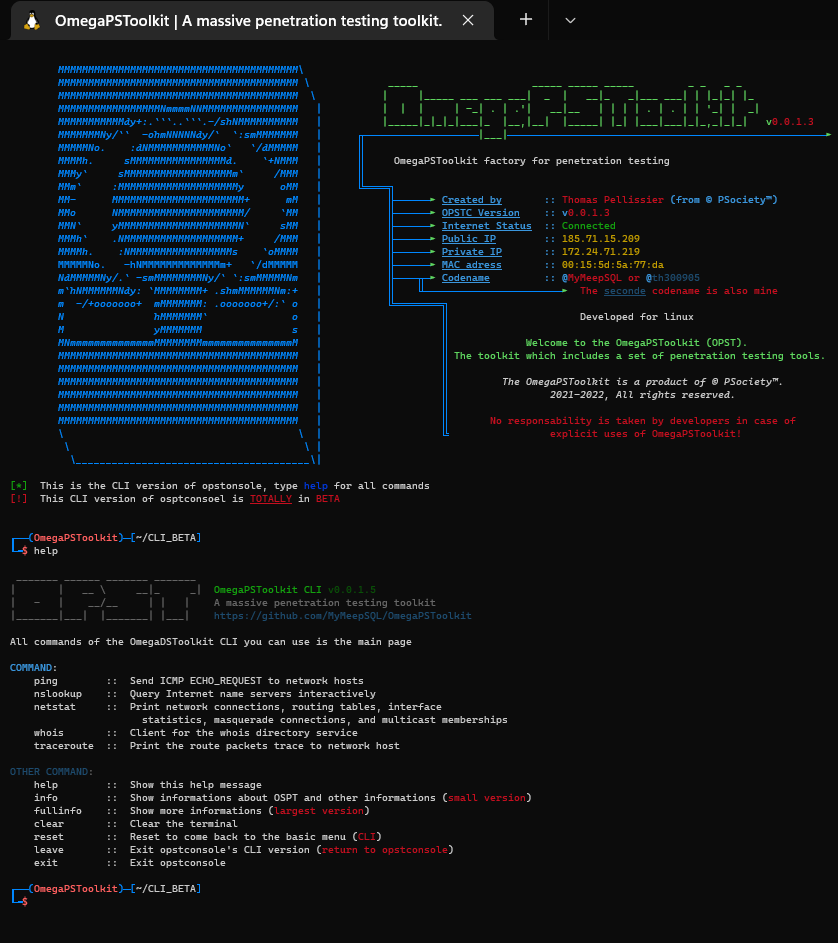 OmegaPSToolkit | A massive penetration testing toolkit.
v0.0.1.3
OmegaPSToolkit factory for penetration testing
Created by :: Thomas Pellissier (from © PSociety™)
OPSTC Version :: v0.0.1.3
Internet Status :: Connected
Public IP :: 185.71.15.209
Private IP :: 172.24.71.219
MAC adress :: 00:15:5d:5a:77:da
Codename :: @MyMeepSQL or @th300905
The seconde codename is also mine
Developed for linux
Welcome to the OmegaPSToolkit (OPST).
The toolkit which includes a set of penetration testing tools.
The OmegaPSToolkit is a product of © PSociety™.
2021-2022, All rights reserved.
No responsability is taken by developers in case of
explicit uses of OmegaPSToolkit!
[*] This is the CLI version of opstonsole, type help for all commands
[!] This CLI version of osptconsoel is TOTALLY in BETA
(OmegaPSToolkit)-[~/CLI_BETA]
$ help
OmegaPSToolkit CLI v0.0.1.5
A massive penetration testing toolkit
https://github.com/MyMeepSQL/OmegaPSToolkit
All commands of the OmegaDSToolkit CLI you can use is the main page
COMMAND:
ping :: Send ICMP ECHO_REQUEST to network hosts
nslookup :: Query Internet name servers interactively
netstat :: Print network connections, routing tables, interface
statistics, masquerade connections, and multicast memberships
whois :: Client for the whois directory service
traceroute :: Print the route packets trace to network host
OTHER COMMAND:
help :: Show this help message
info :: Show informations about OSPT and other informations (small version)
fullinfo :: Show more informations (largest version)
clear :: Clear the terminal
reset :: Reset to come back to the basic menu (CLI)
leave :: Exit opstconsole's CLI version (return to opstconsole)
exit :: Exit opstconsole
(OmegaPSToolkit)-[~/CLI_BETA]
$